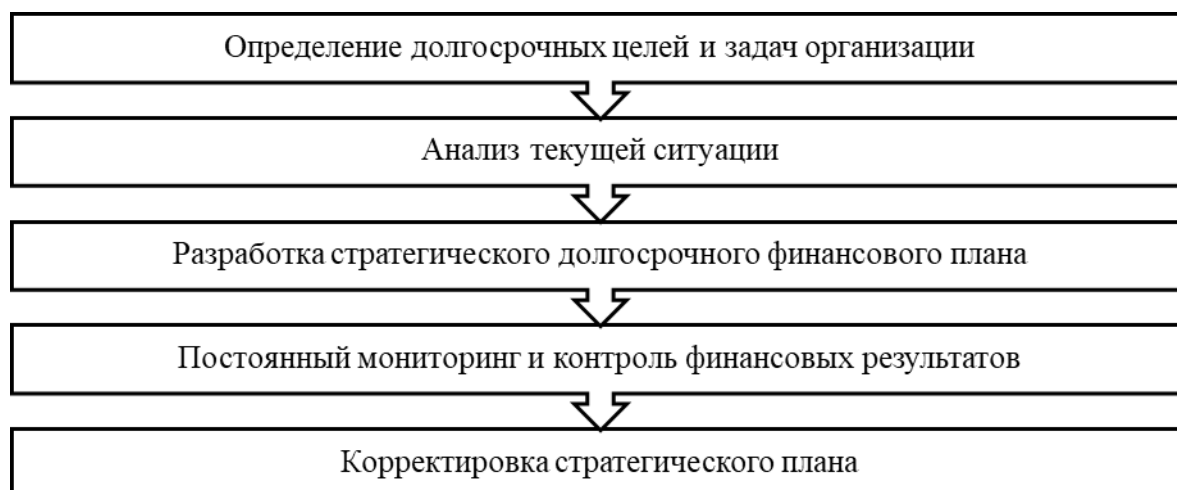 Определение долгосрочных целей и задач организации
Анализ текущей ситуации
Разработка стратегического долгосрочного финансового плана
Постоянный мониторинг и контроль финансовых результатов
Корректировка стратегического плана